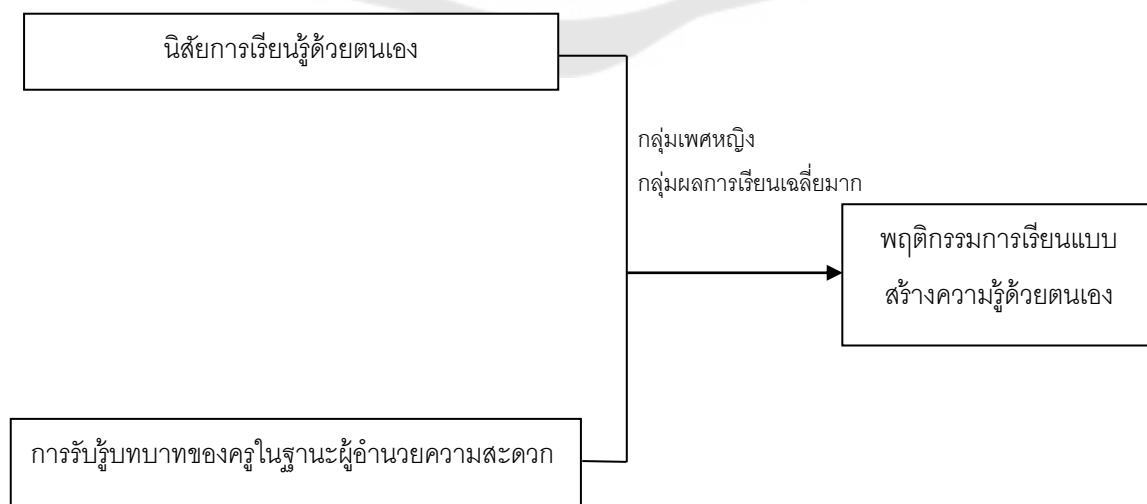 นิสัยการเรียนรู้ด้วยตนเอง
กลุ่มเพศหญิง
กลุ่มผลการเรียนเฉลี่ยมาก
พฤติกรรมการเรียนแบบ
สร้างความรู้ด้วยตนเอง
การรับรู้บทบาทของครูในฐานะผู้อำนวยความสะดวก